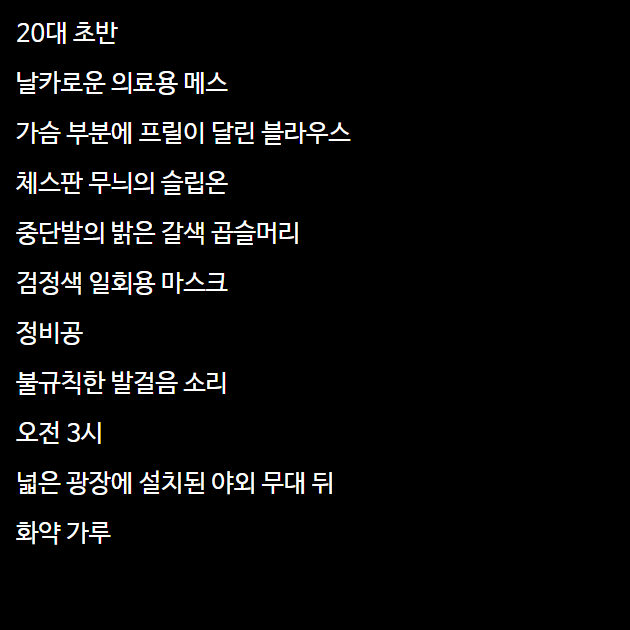 20대 초반
날카로운 의료용 메스
가슴 부분에 프릴이 달린 블라우스
체스판 무늬의 슬립온
중단발의 밝은 갈색 곱슬머리
검정색 일회용 마스크
정비공
불규칙한 발걸음 소리
오전 3시
넓은 광장에 설치된 야외 무대 뒤
화약 가루